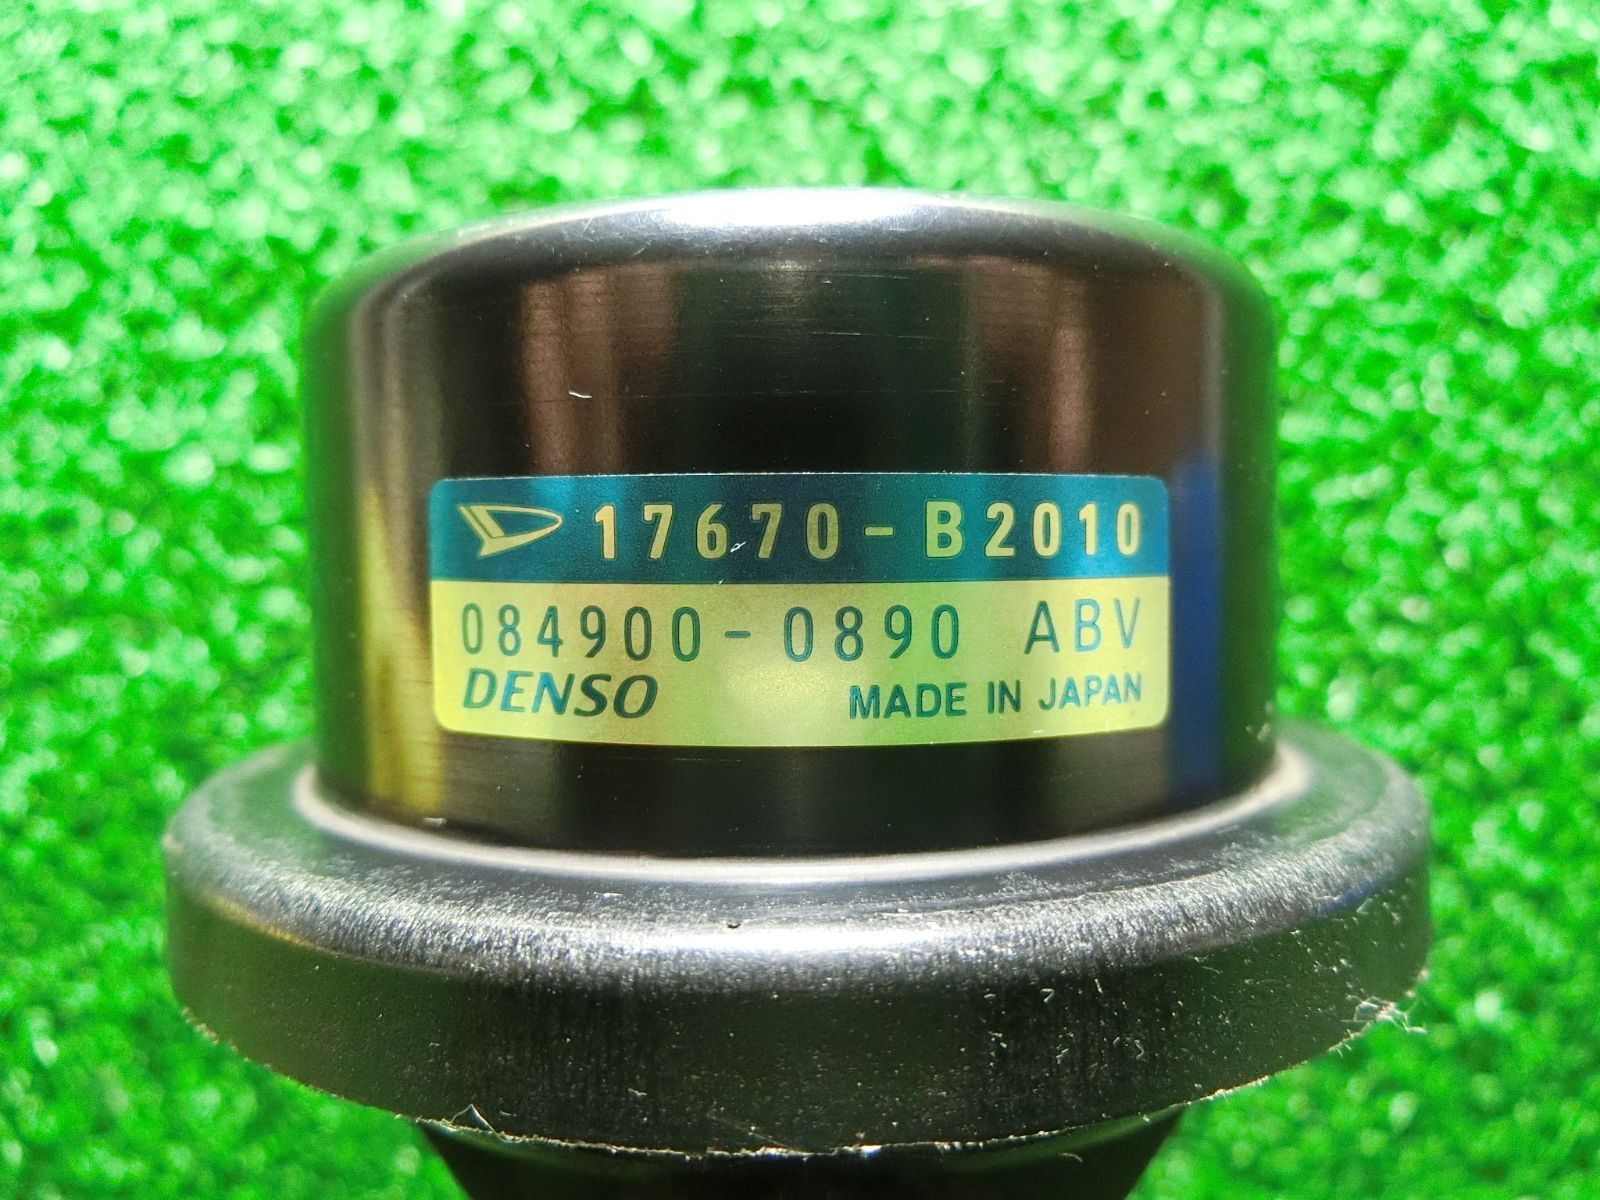 17670-B2010
084900-0890 ABV
DENSO MADE IN JAPAN